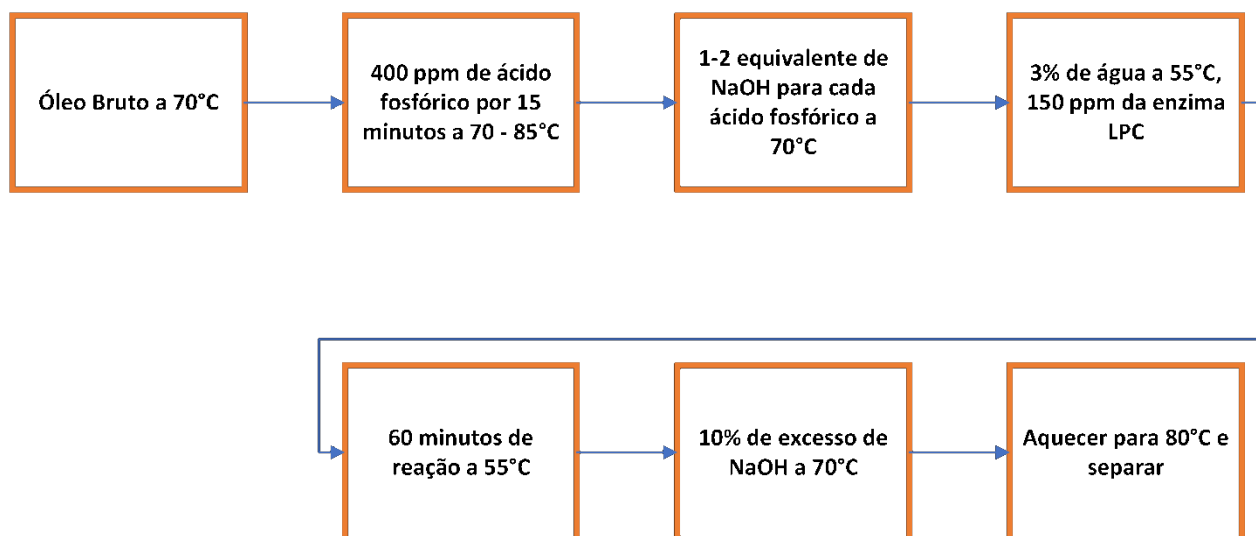 Óleo Bruto a 70°C
400 ppm de ácido
fosfórico por 15
minutos a 70 - 85°C
1-2 equivalente de
NaOH para cada
ácido fosfórico a
70°C
3% de água a 55°C,
150 ppm da enzima
LPC
60 minutos de
reação a 55°C
10% de excesso de
NaOH a 70°C
Aquecer para 80°C e
separar